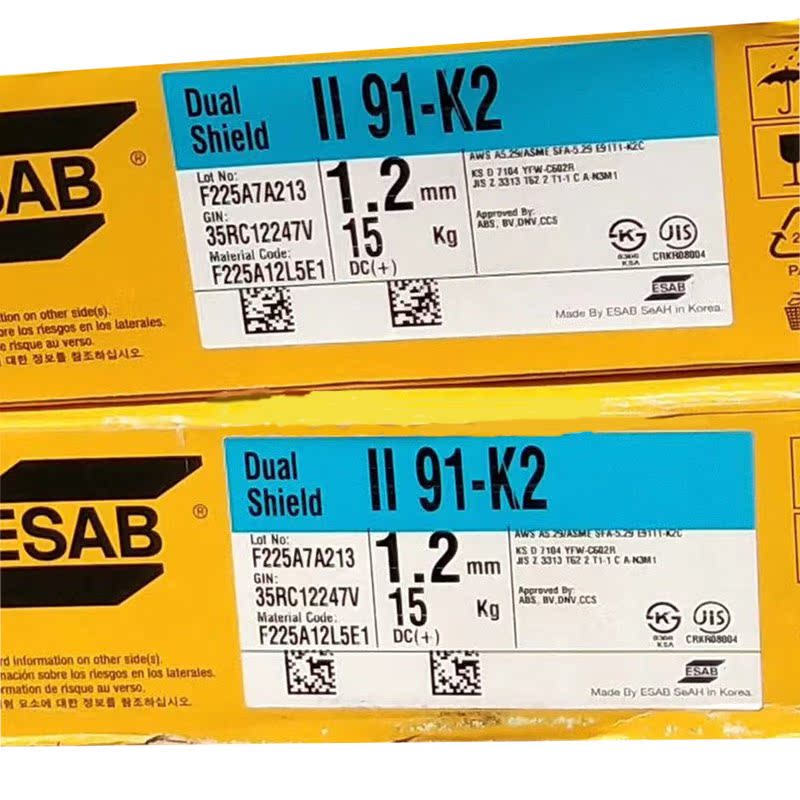 ESAB ®
Dual
Shield
II 91-K2
Lot No:
F225A7A213
GIN:
35RC12247V
Material Code:
F225A12L5E1
1.2 mm
15 Kg
DC(+)
AWS A5.29/ASME SFA-5.29 E91T1-K2C
KS D 7104 YFW-C602R
JIS Z 3313 T62 2 T1-1 C A-N3M1
Approved By:
ABS, BV,DNV,CCS
K
KSA
JIS
CRKR08004
ESAB
Made By ESAB SeAH in Korea.
tion on other side(s).
re los riesgos en los laterales.
e risque au verso.
대한 정보를 참조하십시오.
2
PA
ESAB ®
Dual
Shield
II 91-K2
Lot No:
F225A7A213
GIN:
35RC12247V
Material Code:
F225A12L5E1
1.2 mm
15 Kg
DC(+)
AWS A5.29/ASME SFA-5.29 E91T1-K2C
KS D 7104 YFW-C602R
JIS Z 3313 T62 2 T1-1 C A-N3M1
Approved By:
ABS, BV,DNV,CCS
K
KSA
JIS
CRKR08004
ESAB
Made By ESAB SeAH in Korea.
rd information on other side(s).
mación sobre los riesgos en los laterales.
rmation de risque au verso.
험 요소에 대한 정보를 참조하십시오.